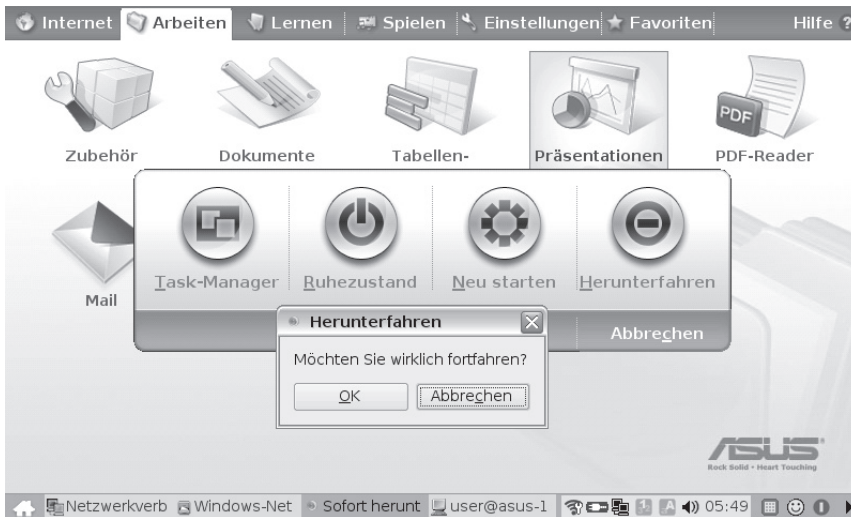 Internet Arbeiten Lernen Spielen Einstellungen Favoriten Hilfe ?
Zubehör Dokumente Tabellen- Präsentationen PDF-Reader
PDF
Mail
Task-Manager Ruhezustand Neu starten Herunterfahren
Abbrechen
Herunterfahren
Möchten Sie wirklich fortfahren?
OK Abbrechen
ASUS
Rock Solid • Heart Touching
Netzwerkverb Windows-Net Sofort herunt user@asus-1 05:49